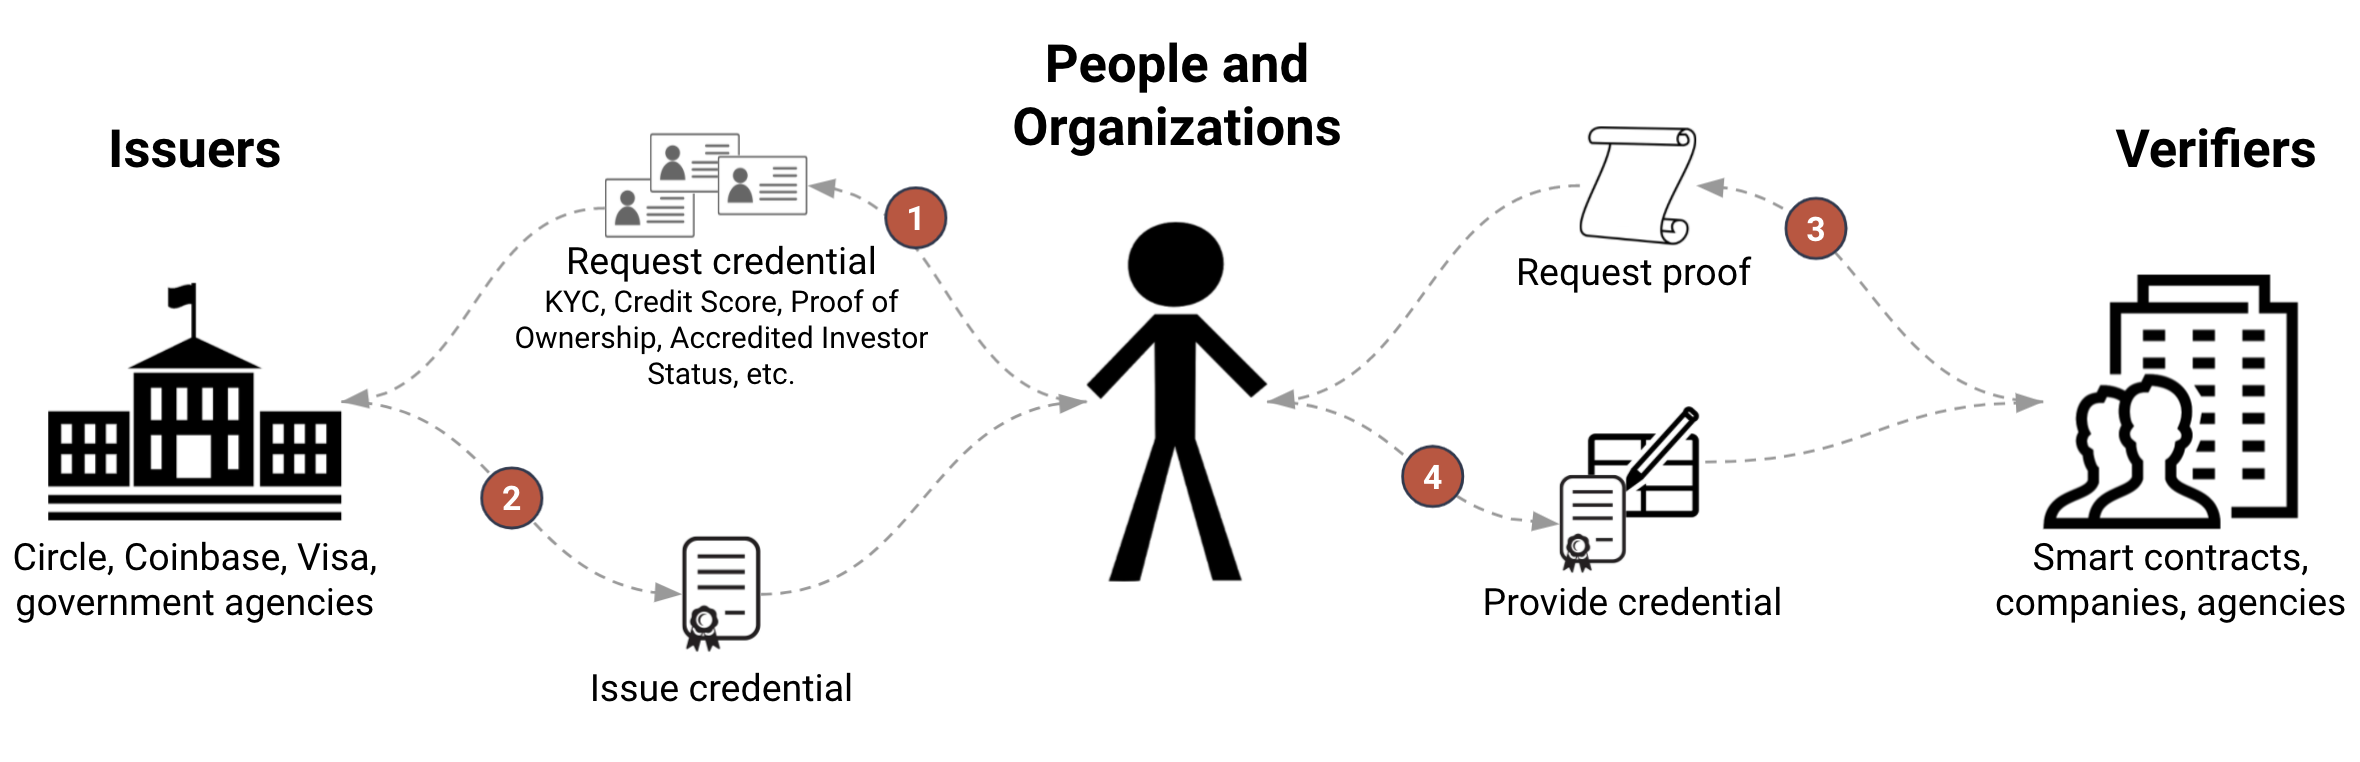 Issuers
Circle, Coinbase, Visa,
government agencies
1
Request credential
KYC, Credit Score, Proof of
Ownership, Accredited Investor
Status, etc.
2
Issue credential
People and
Organizations
3
Request proof
4
Provide credential
Verifiers
Smart contracts,
companies, agencies